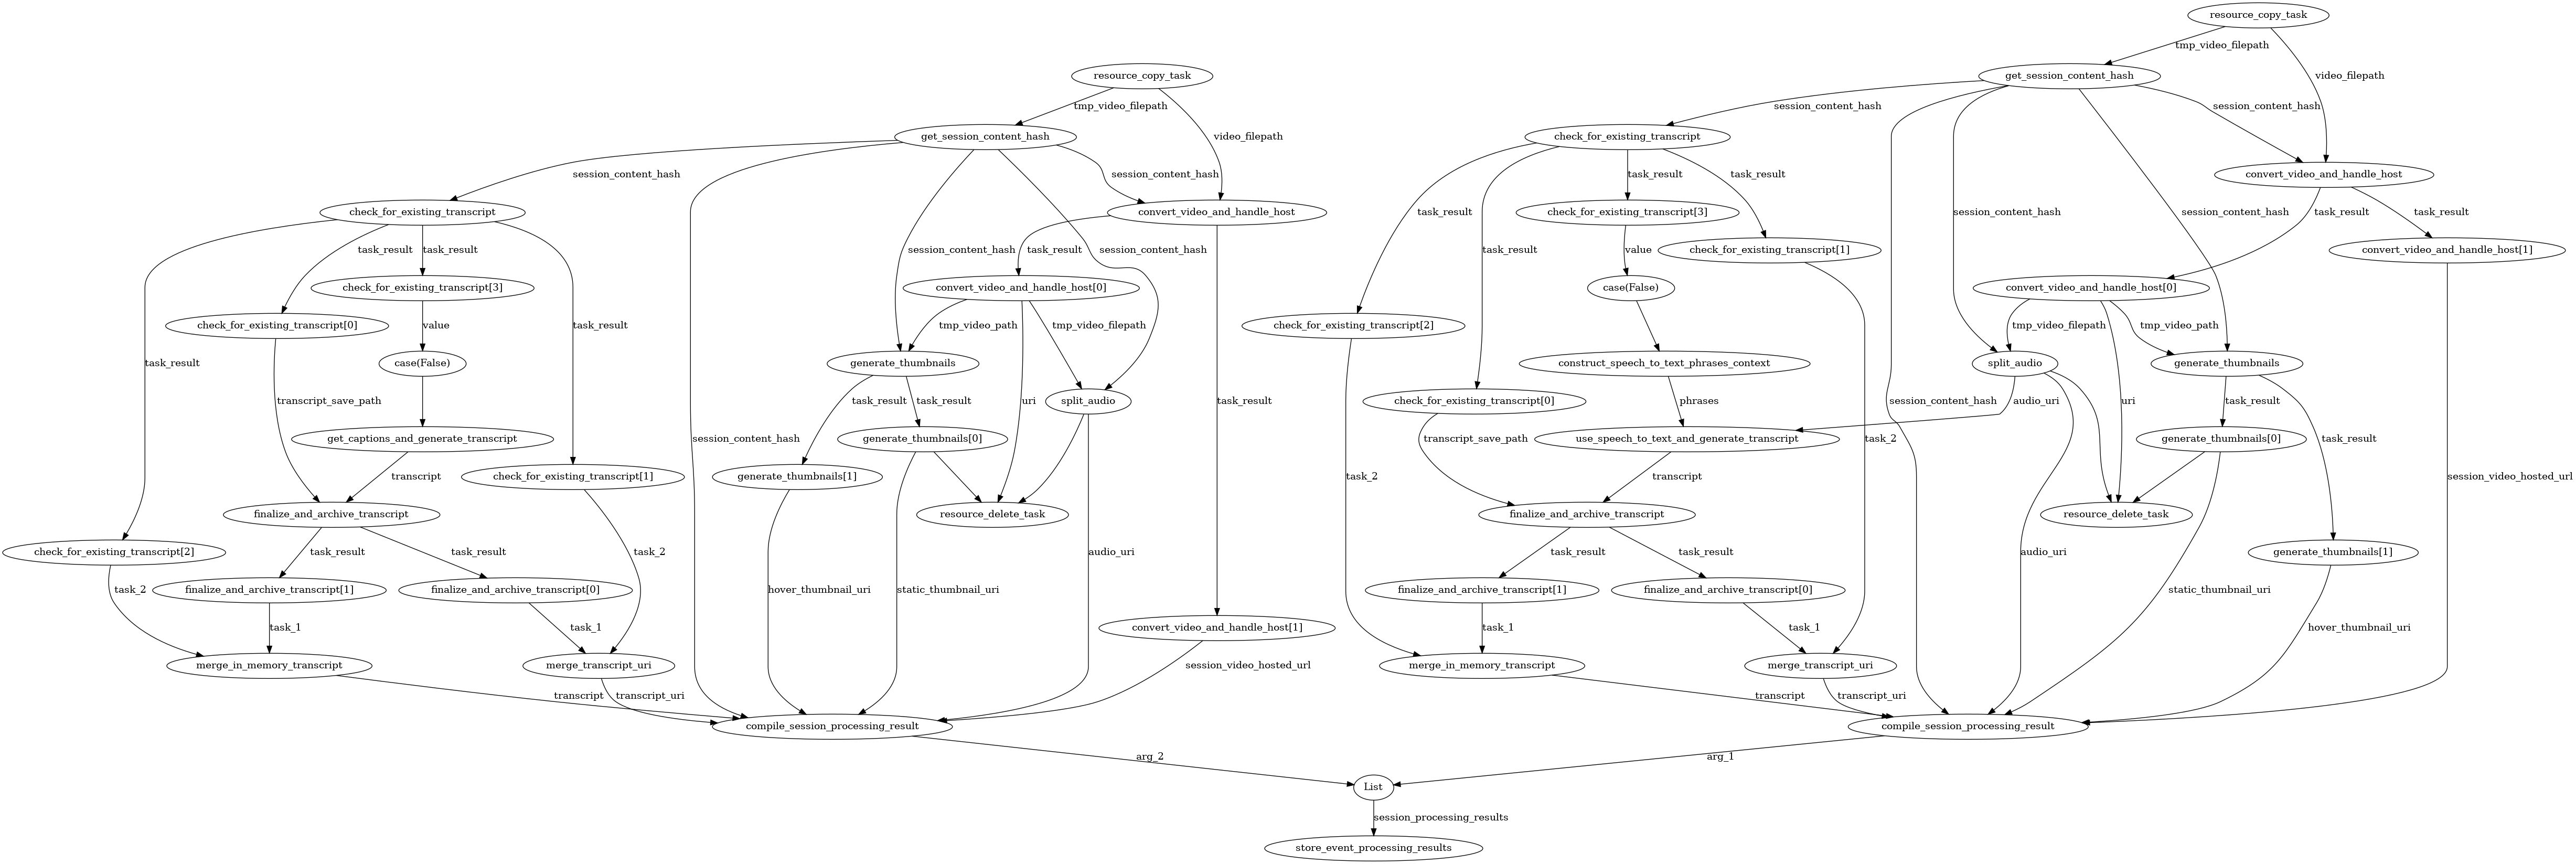 resource_copy_task
tmp_video_filepath
resource_copy_task
get_session_content_hash
video_filepath
tmp_video_filepath
session_content_hash
session_content_hash
get_session_content_hash
video_filepath
check_for_existing_transcript
session_content_hash
session_content_hash
convert_video_and_handle_host
check_for_existing_transcript
convert_video_and_handle_host
task_result
check_for_existing_transcript[3]
task_result
task_result
session_content_hash
session_content_hash
task_result
task_result
task_result
task_result
session_content_hash
task_result
session_content_hash
task_result
value
check_for_existing_transcript[1]
convert_video_and_handle_host[1]
check_for_existing_transcript[3]
convert_video_and_handle_host[0]
case(False)
convert_video_and_handle_host[0]
check_for_existing_transcript[0]
value
task_result
tmp_video_path
tmp_video_filepath
check_for_existing_transcript[2]
tmp_video_filepath
tmp_video_path
task_result
case(False)
generate_thumbnails
construct_speech_to_text_phrases_context
split_audio
generate_thumbnails
transcript_save_path
task_result
task_result
uri
split_audio
task_result
check_for_existing_transcript[0]
phrases
session_content_hash
audio_uri
uri
task_result
session_content_hash
get_captions_and_generate_transcript
generate_thumbnails[0]
transcript_save_path
use_speech_to_text_and_generate_transcript
task_2
generate_thumbnails[0]
task_result
transcript
check_for_existing_transcript[1]
generate_thumbnails[1]
task_2
transcript
session_video_hosted_url
finalize_and_archive_transcript
resource_delete_task
finalize_and_archive_transcript
resource_delete_task
check_for_existing_transcript[2]
task_result
task_result
task_2
audio_uri
task_result
task_result
audio_uri
generate_thumbnails[1]
task_2
finalize_and_archive_transcript[1]
finalize_and_archive_transcript[0]
hover_thumbnail_uri
static_thumbnail_uri
finalize_and_archive_transcript[1]
finalize_and_archive_transcript[0]
static_thumbnail_uri
task_1
task_1
convert_video_and_handle_host[1]
task_1
task_1
hover_thumbnail_uri
merge_in_memory_transcript
merge_transcript_uri
session_video_hosted_url
merge_in_memory_transcript
merge_transcript_uri
transcript
transcript_uri
transcript
transcript_uri
compile_session_processing_result
compile_session_processing_result
arg_2
arg_1
List
session_processing_results
store_event_processing_results